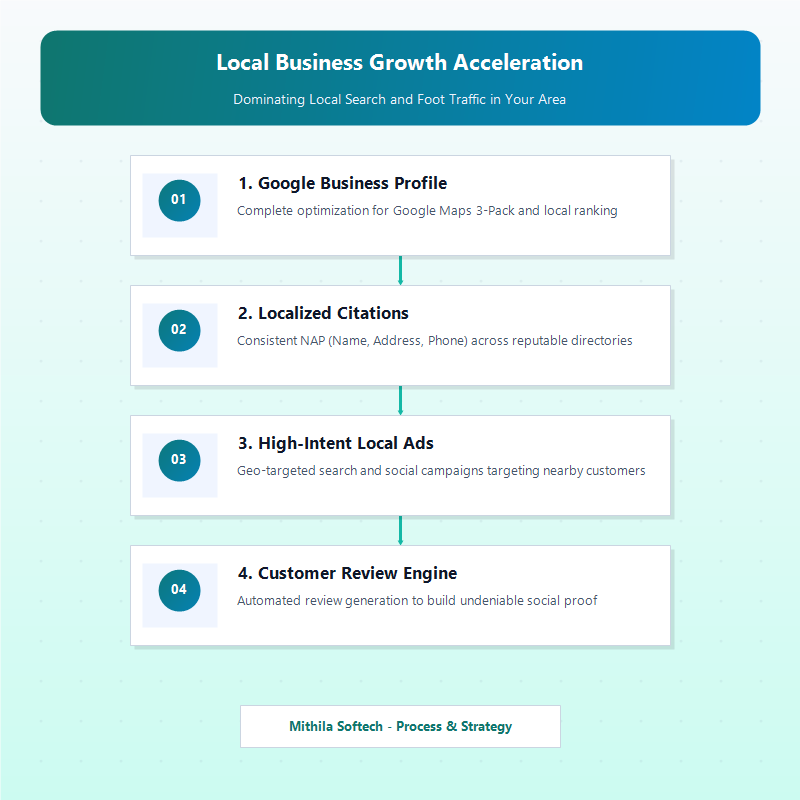 Local Business Growth Acceleration
Dominating Local Search and Foot Traffic in Your Area
01
1. Google Business Profile
Complete optimization for Google Maps 3-Pack and local ranking
02
2. Localized Citations
Consistent NAP (Name, Address, Phone) across reputable directories
03
3. High-Intent Local Ads
Geo-targeted search and social campaigns targeting nearby customers
04
4. Customer Review Engine
Automated review generation to build undeniable social proof
Mithila Softech - Process & Strategy